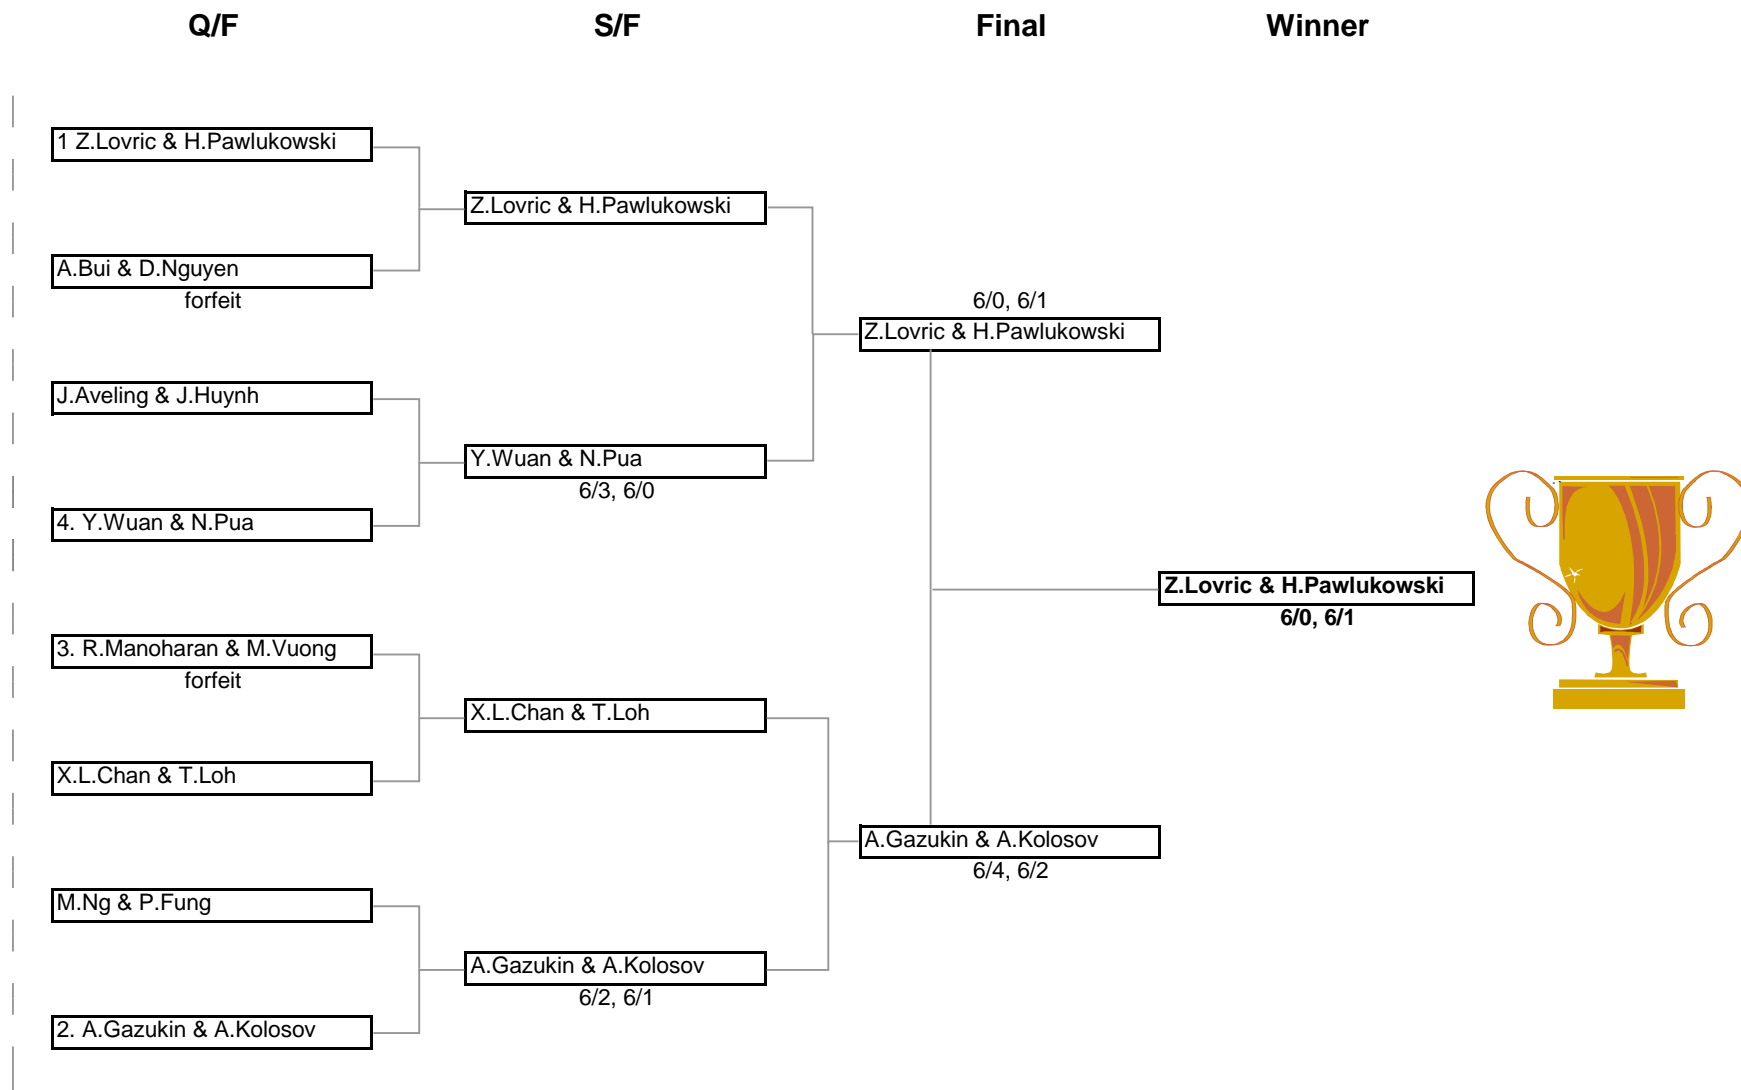 Q/F
S/F
Final
Winner
1 Z.Lovric & H.Pawlukowski
Z.Lovric & H.Pawlukowski
A.Bui & D.Nguyen
forfeit
6/0, 6/1
Z.Lovric & H.Pawlukowski
J.Aveling & J.Huynh
Y.Wuan & N.Pua
6/3, 6/0
4. Y.Wuan & N.Pua
Z.Lovric & H.Pawlukowski
6/0, 6/1
3. R.Manoharan & M.Vuong
forfeit
X.L.Chan & T.Loh
X.L.Chan & T.Loh
A.Gazukin & A.Kolosov
6/4, 6/2
M.Ng & P.Fung
A.Gazukin & A.Kolosov
6/2, 6/1
2. A.Gazukin & A.Kolosov